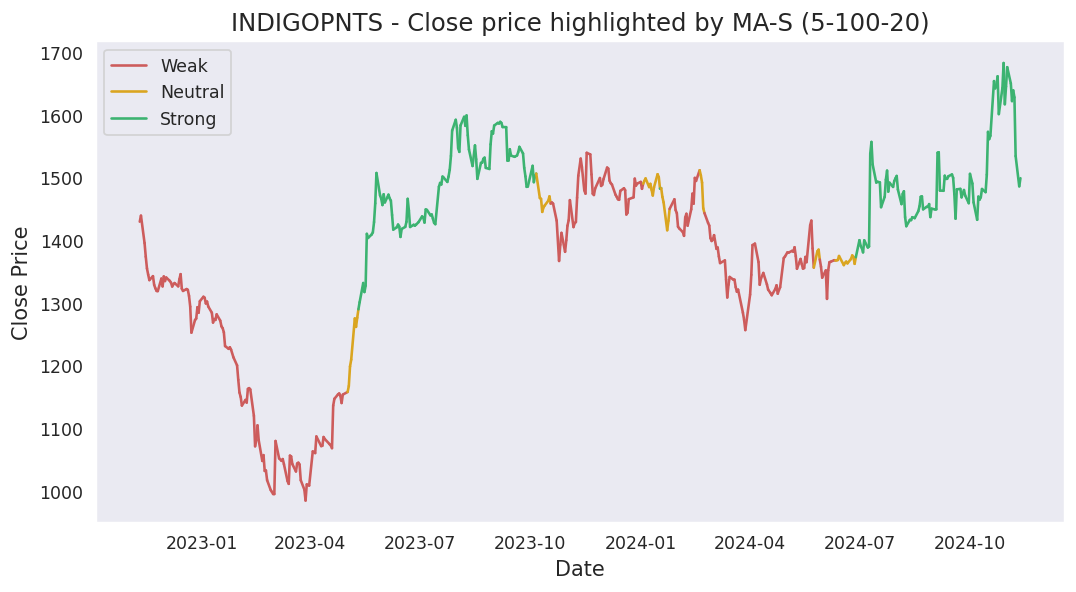 INDIGOPNTS - Close price highlighted by MA-S (5-100-20)
Weak
Neutral
Strong
Close Price
1700
1600
1500
1400
1300
1200
1100
1000
2023-01 2023-04 2023-07 2023-10 2024-01 2024-04 2024-07 2024-10
Date